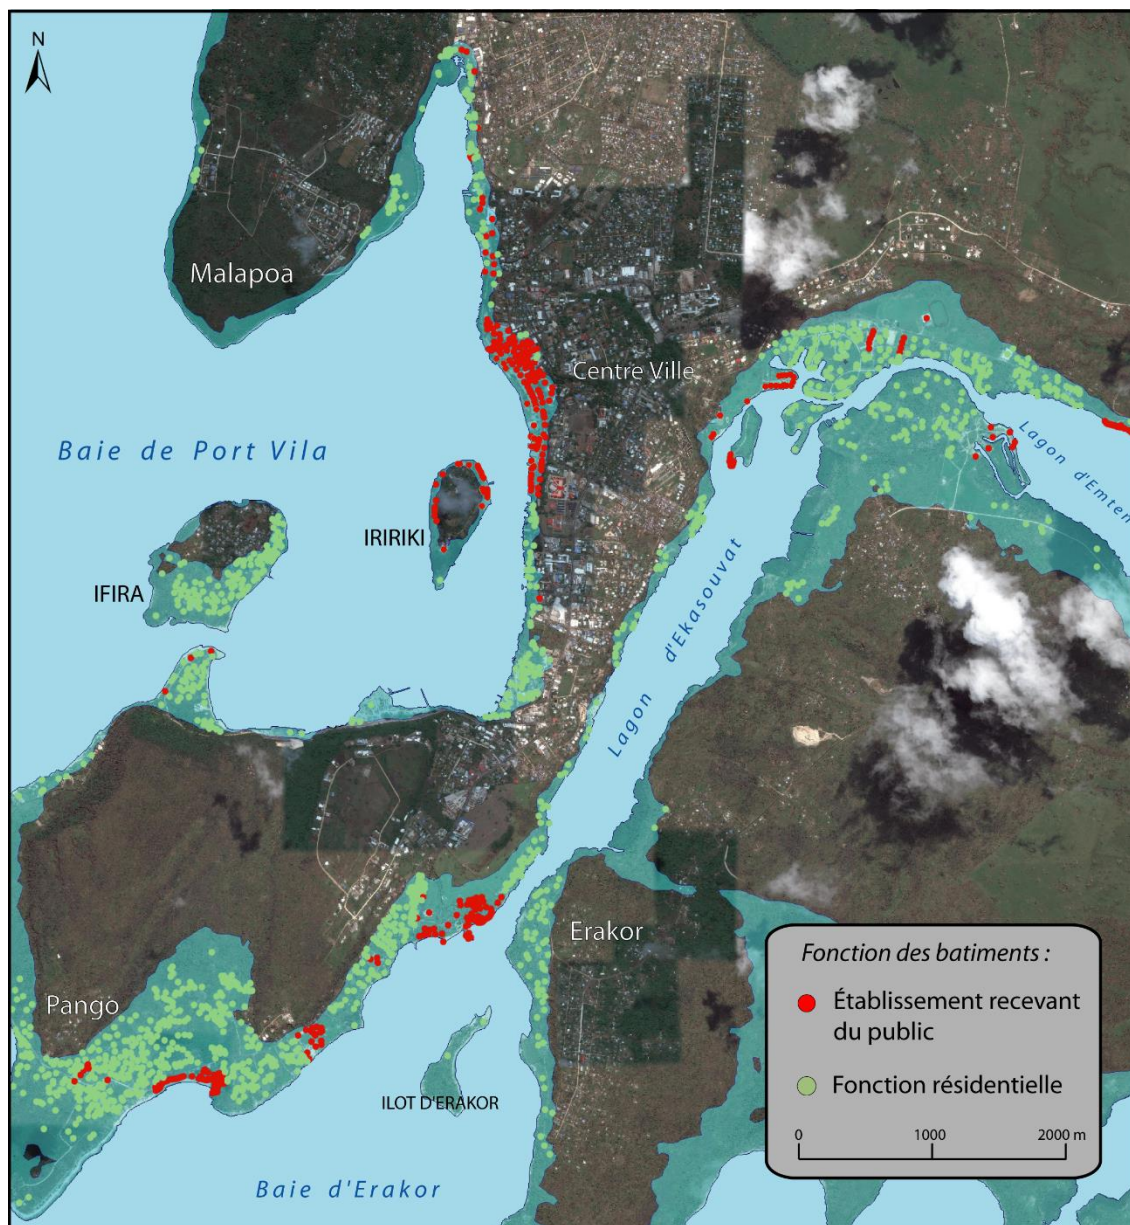 N
Malapoa
Centre Ville
Baie de Port Vila
IRIRIKI
IFIRA
Lagon
d'Emten
Lagon d'Ekasouvat
Pango
Erakor
ILOT D'ERAKOR
Baie d'Erakor
Fonction des batiments :
Établissement recevant
du public
Fonction résidentielle
0 1000 2000 m